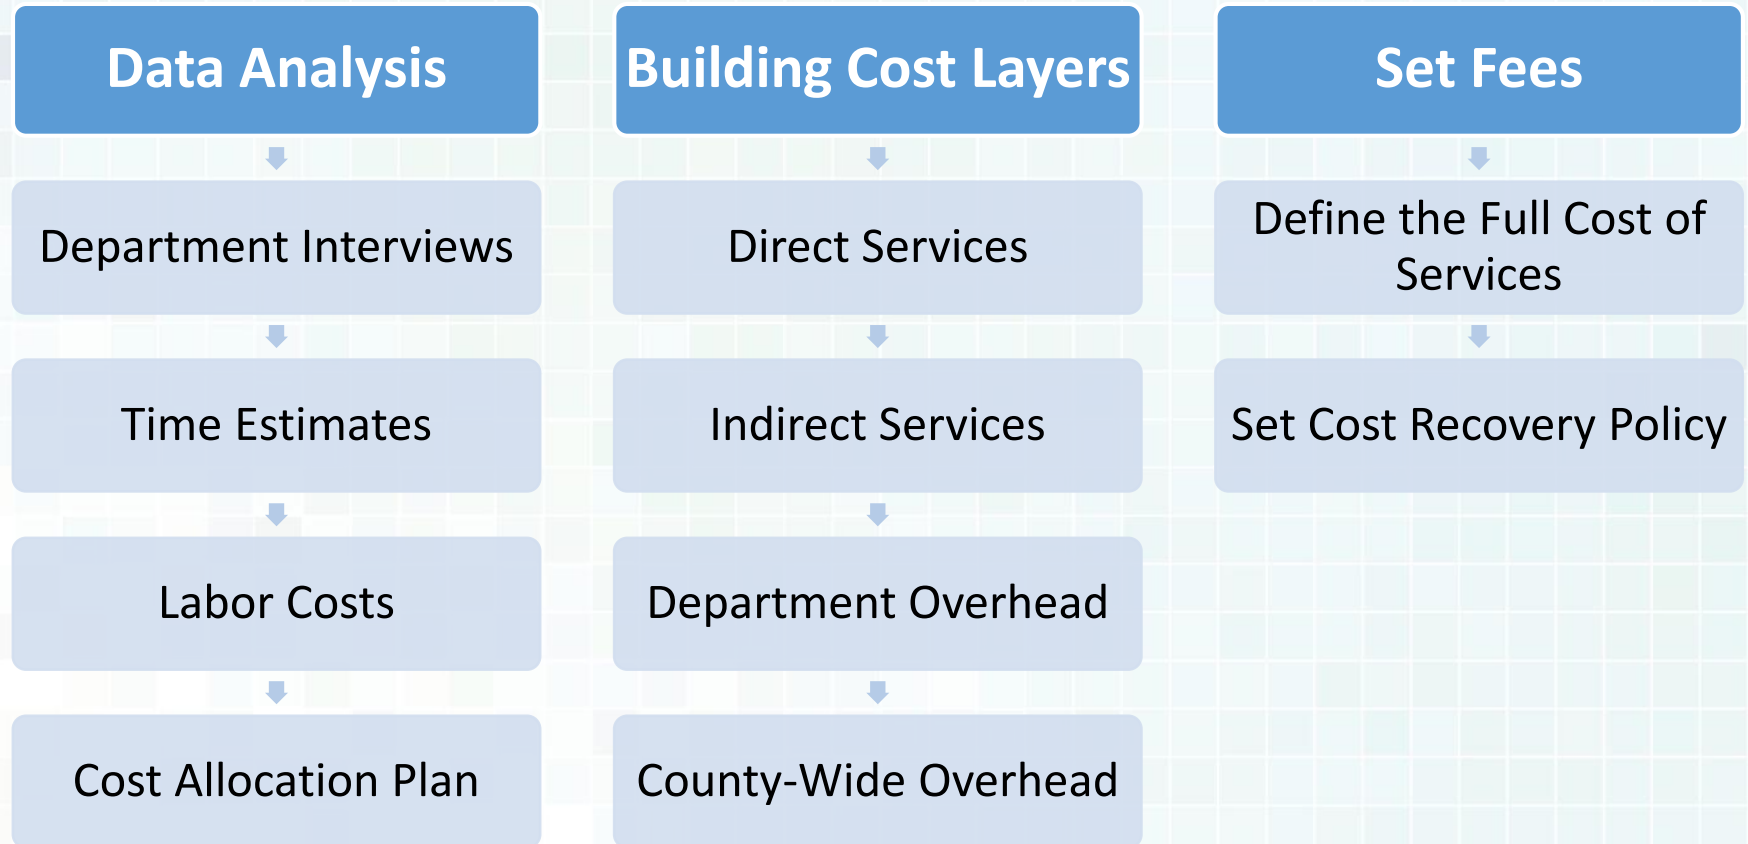 Data Analysis
Department Interviews
Time Estimates
Labor Costs
Cost Allocation Plan
Building Cost Layers
Direct Services
Indirect Services
Department Overhead
County-Wide Overhead
Set Fees
Define the Full Cost of
Services
Set Cost Recovery Policy